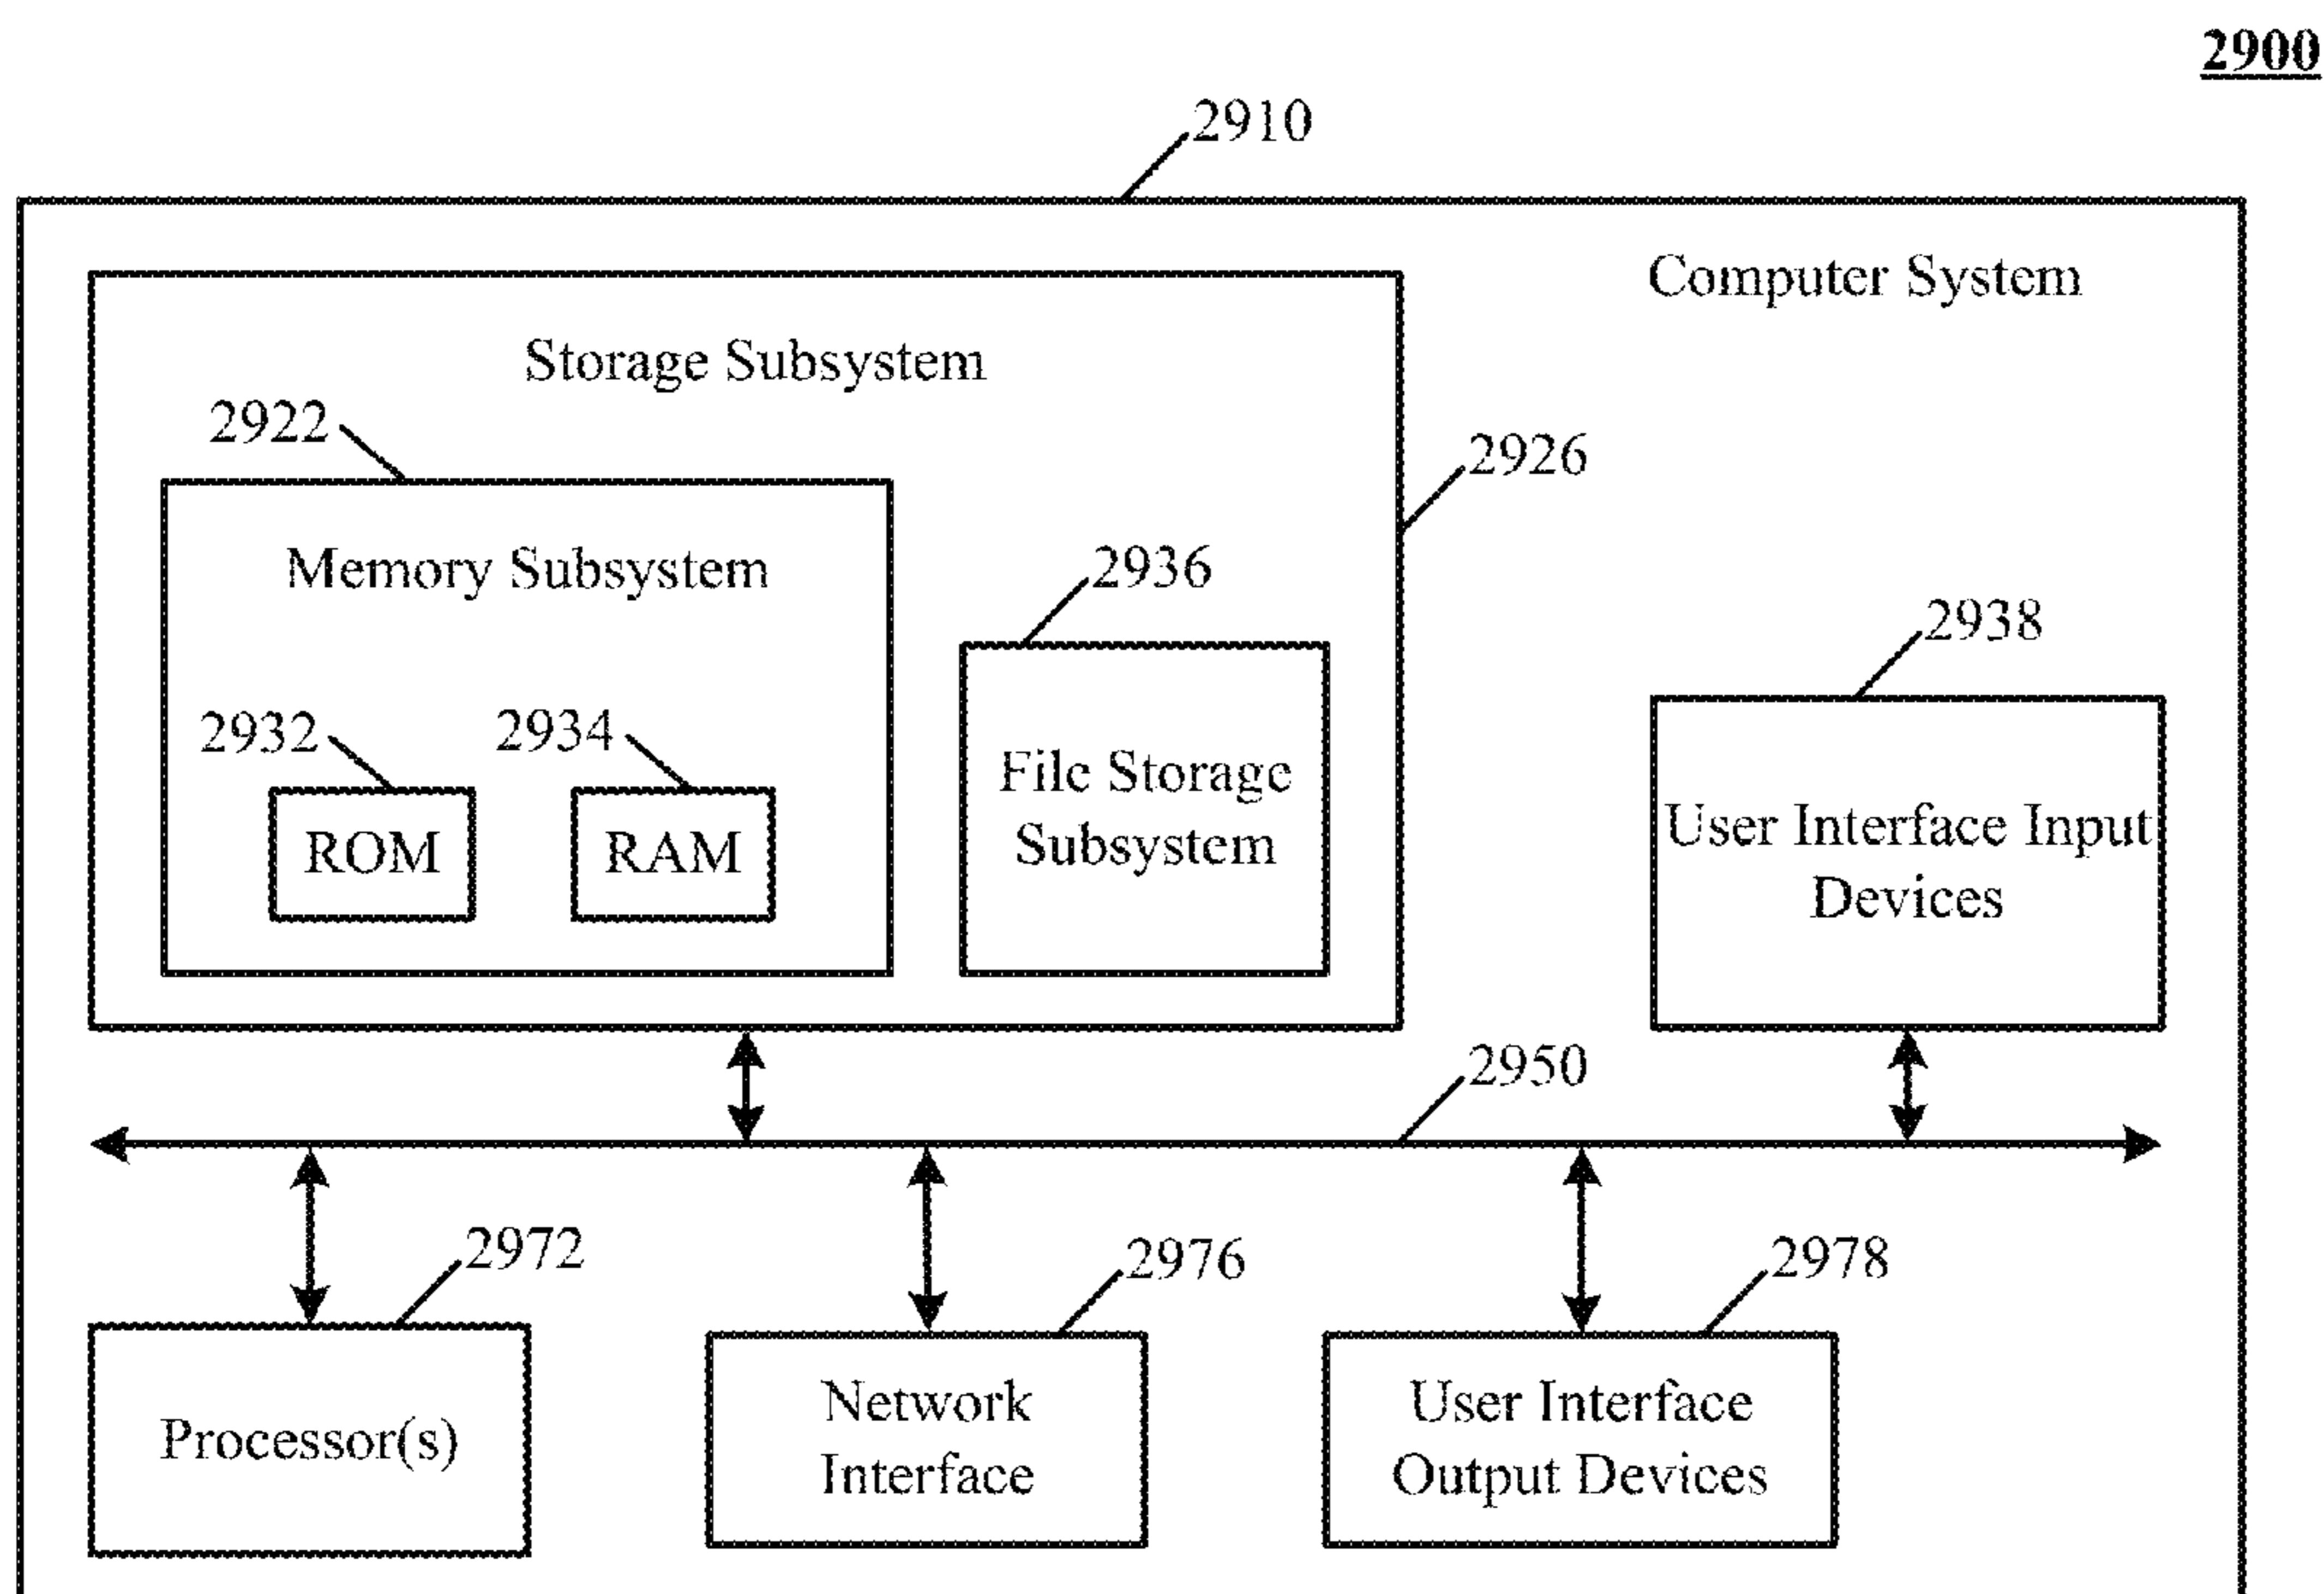 2900
2910
Computer System
Storage Subsystem
2922
2926
Memory Subsystem
2936
2938
2932
2934
File Storage
Subsystem
ROM
RAM
User Interface Input
Devices
2950
2972
2976
2978
Processor(s)
Network
Interface
User Interface
Output Devices